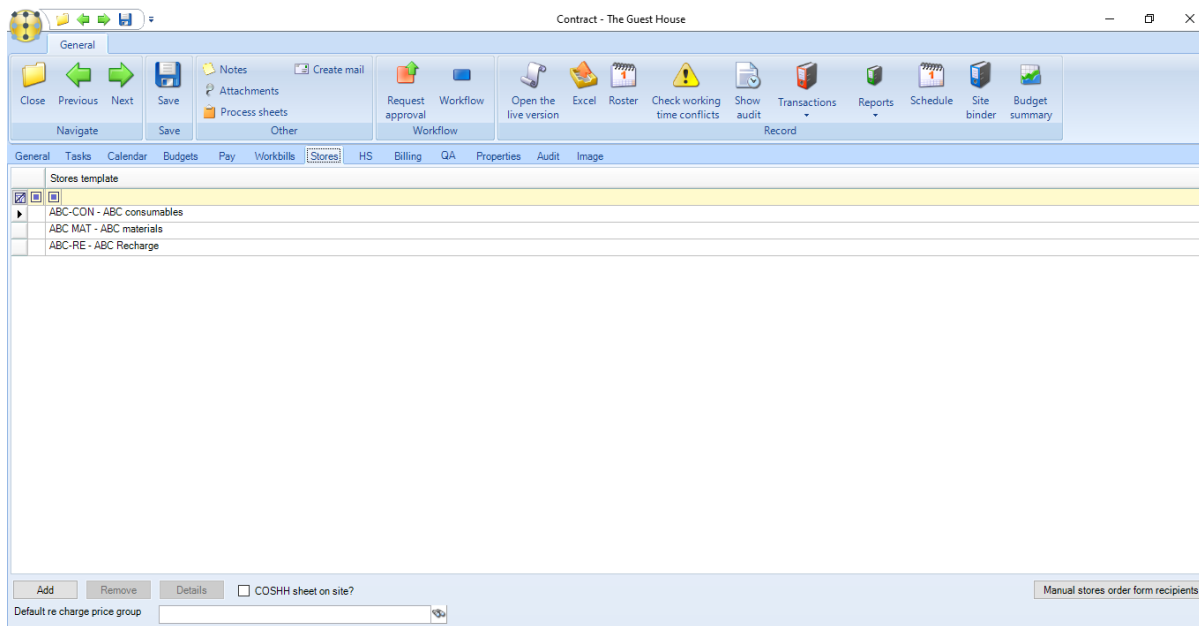 Contract - The Guest House
General
Close Previous Next Save Notes Attachments Process sheets Create mail Request approval Workflow Open the live version Excel Roster Check working time conflicts Show audit Transactions Reports Schedule Site binder Budget summary
Navigate Save Other Workflow Record
General Tasks Calendar Budgets Pay Workbills Stores HS Billing QA Properties Audit Image
Stores template
ABC-CON - ABC consumables
ABC MAT - ABC materials
ABC-RE - ABC Recharge
Add Remove Details COSHH sheet on site? Manual stores order form recipients
Default re charge price group